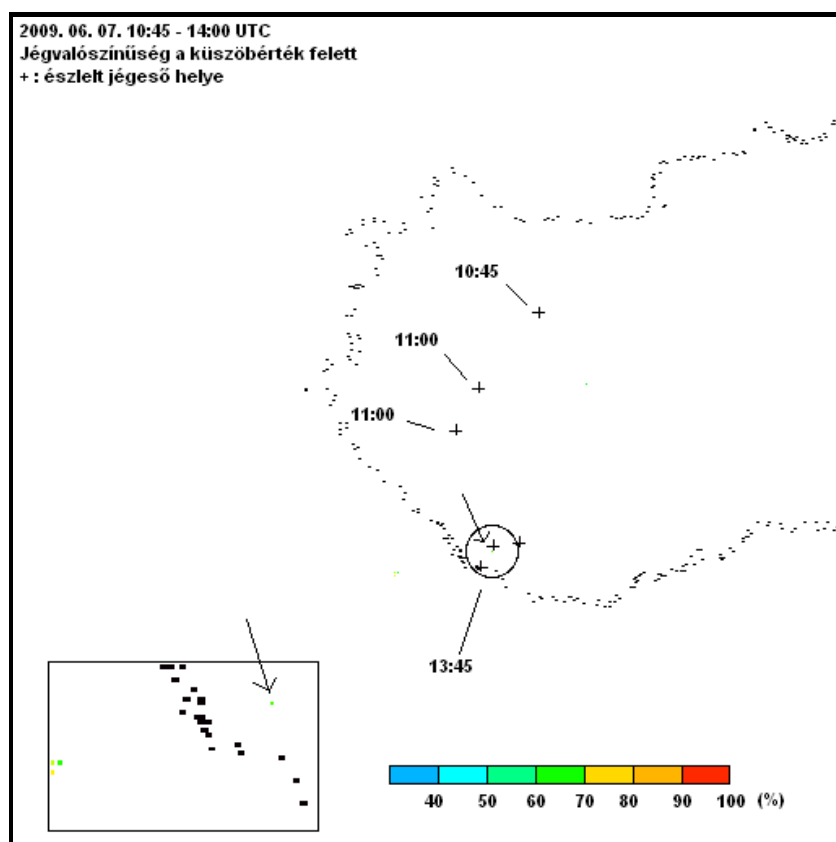 2009. 06. 07. 10:45 - 14:00 UTC
Jégvalószínűség a küszöbérték felett
+ : észlelt jégeső helye
10:45
11:00
11:00
13:45
40 50 60 70 80 90 100 (%)